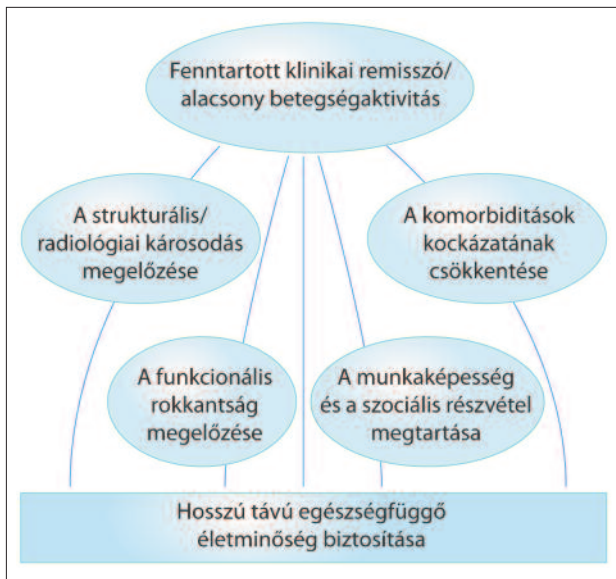 Fenntartott klinikai remisszó/
alacsony betegségaktivitás
A strukturális/
radiológiai károsodás
megelőzése
A komorbiditások
kockázatának
csökkentése
A funkcionális
rokkantság
megelőzése
A munkaképesség
és a szociális részvétel
megtartása
Hosszú távú egészségfüggő
életminőség biztosítása